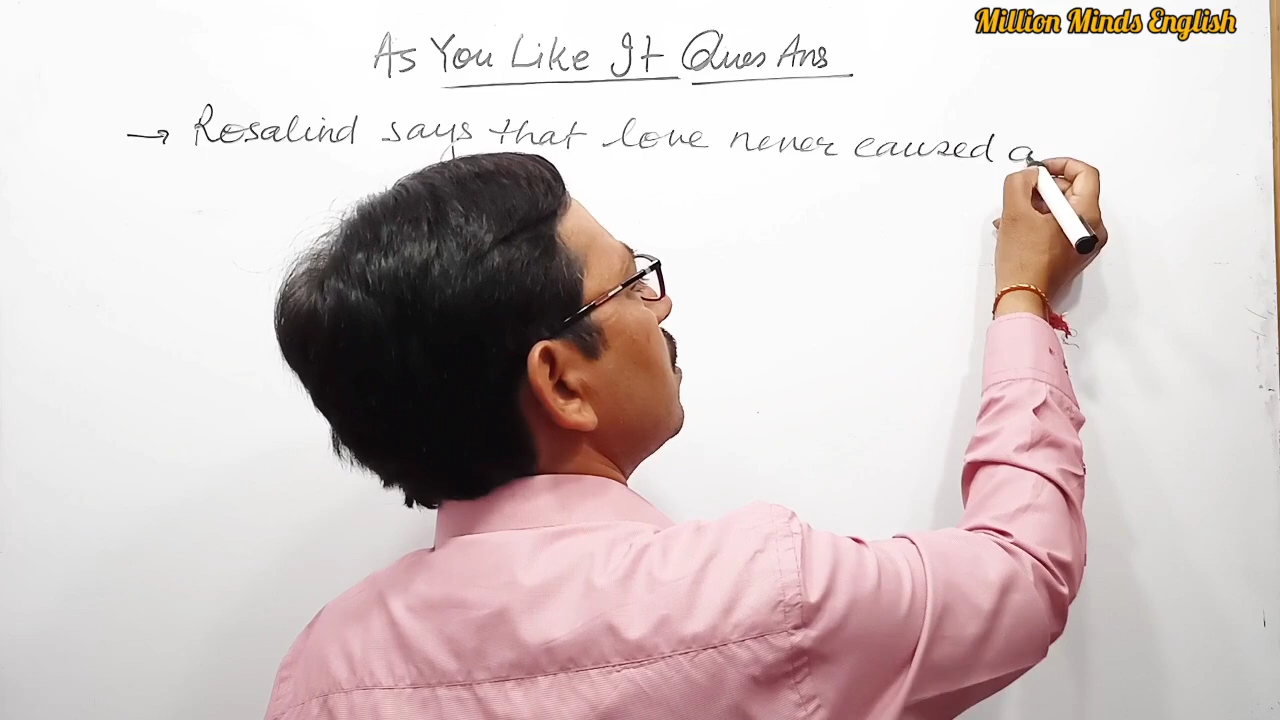 Million Minds English
As You Like It Ques Ans
→ Rosalind says that love never caused a